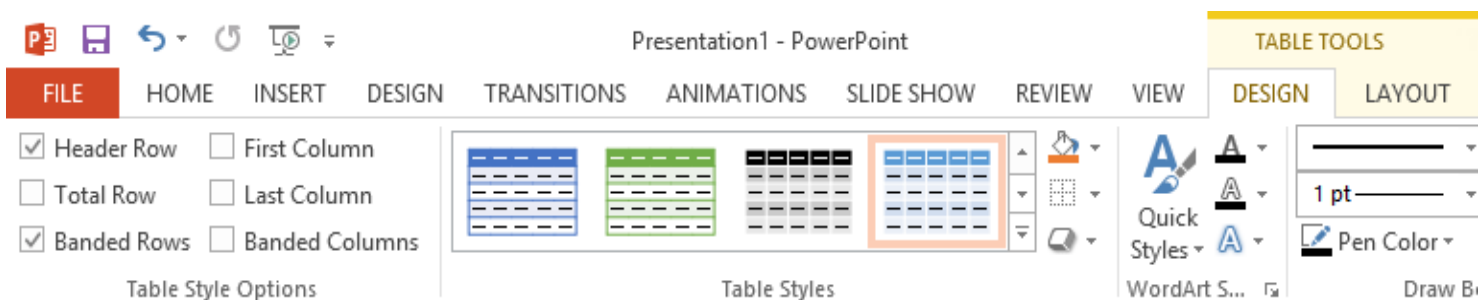 Presentation1 - PowerPoint
TABLE TOOLS
FILE HOME INSERT DESIGN TRANSITIONS ANIMATIONS SLIDE SHOW REVIEW VIEW DESIGN LAYOUT
Header Row First Column
Total Row Last Column
Banded Rows Banded Columns
Table Style Options
Table Styles
Quick
Styles
A
A
A
A
WordArt S...
1 pt
Pen Color
Draw Bo